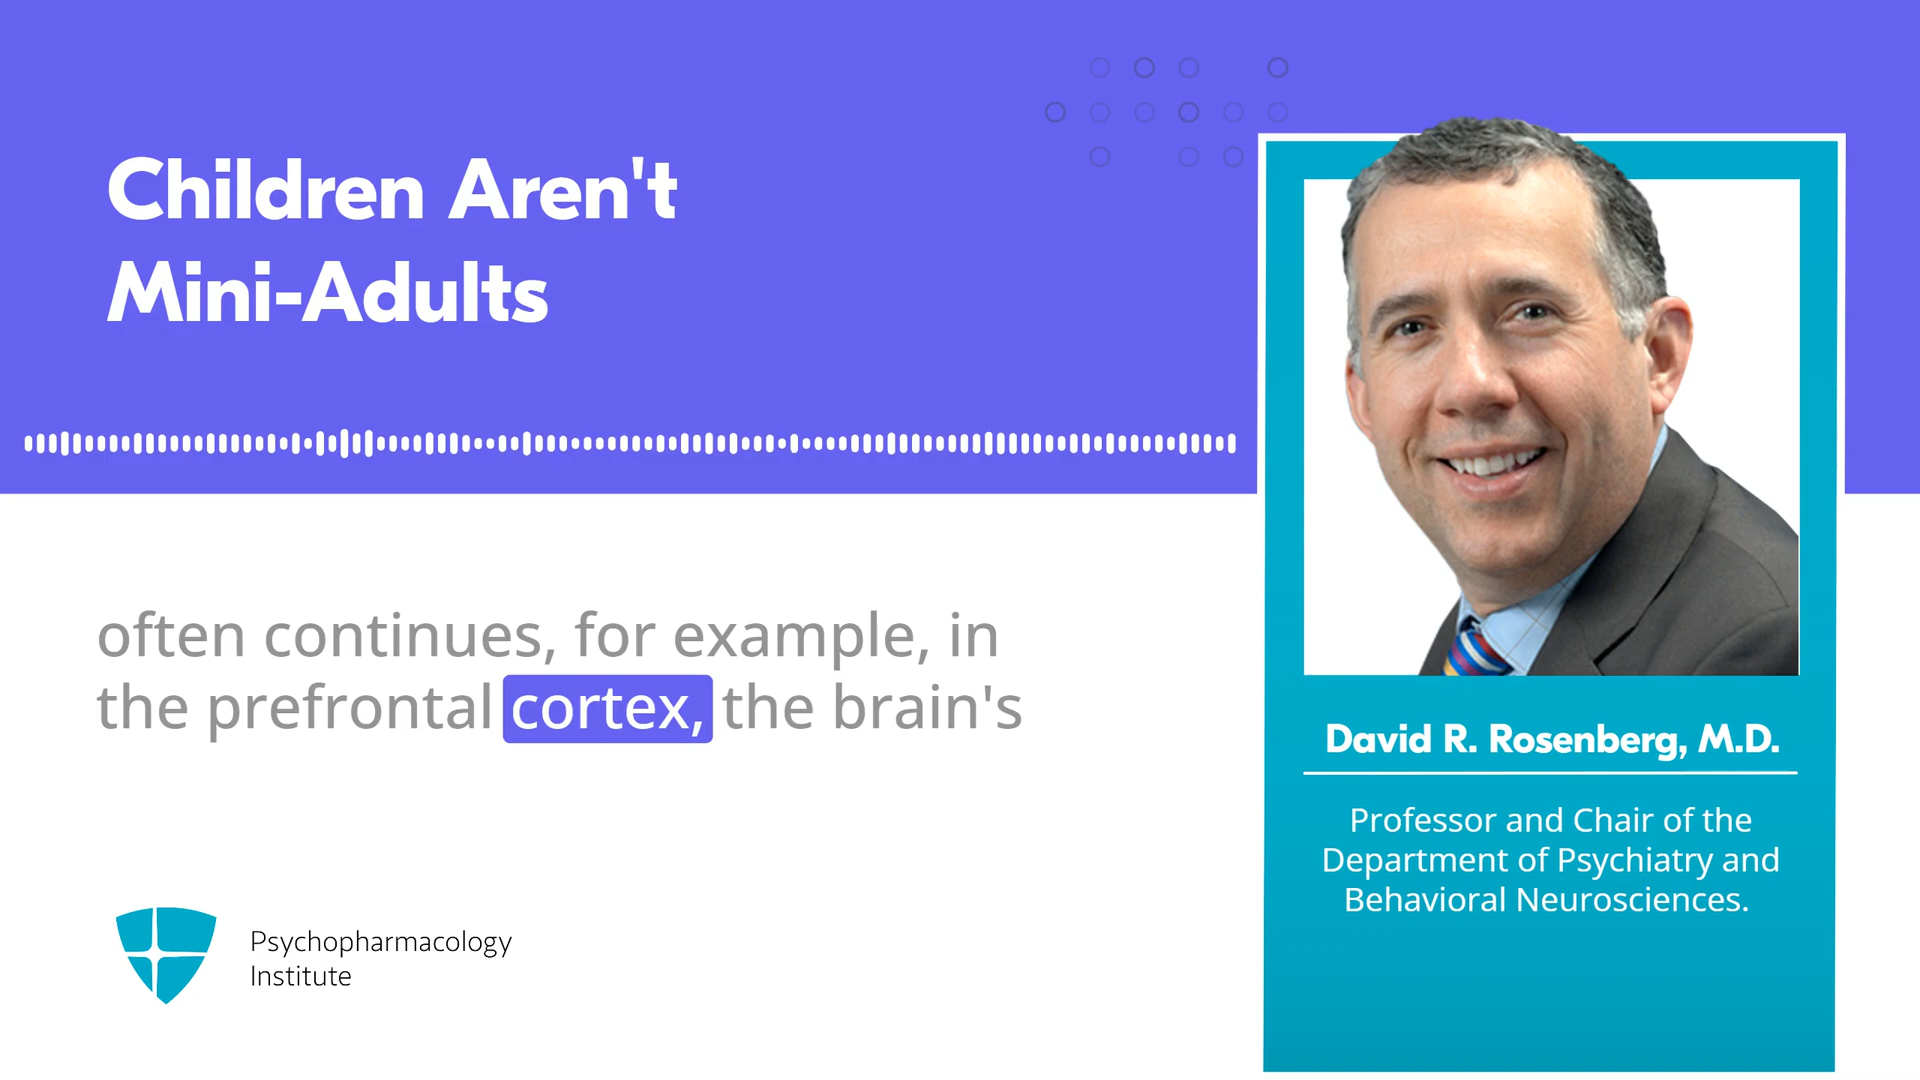 Children Aren't
Mini-Adults
often continues, for example, in
the prefrontal cortex, the brain's
Psychopharmacology
Institute
David R. Rosenberg, M.D.
Professor and Chair of the
Department of Psychiatry and
Behavioral Neurosciences.